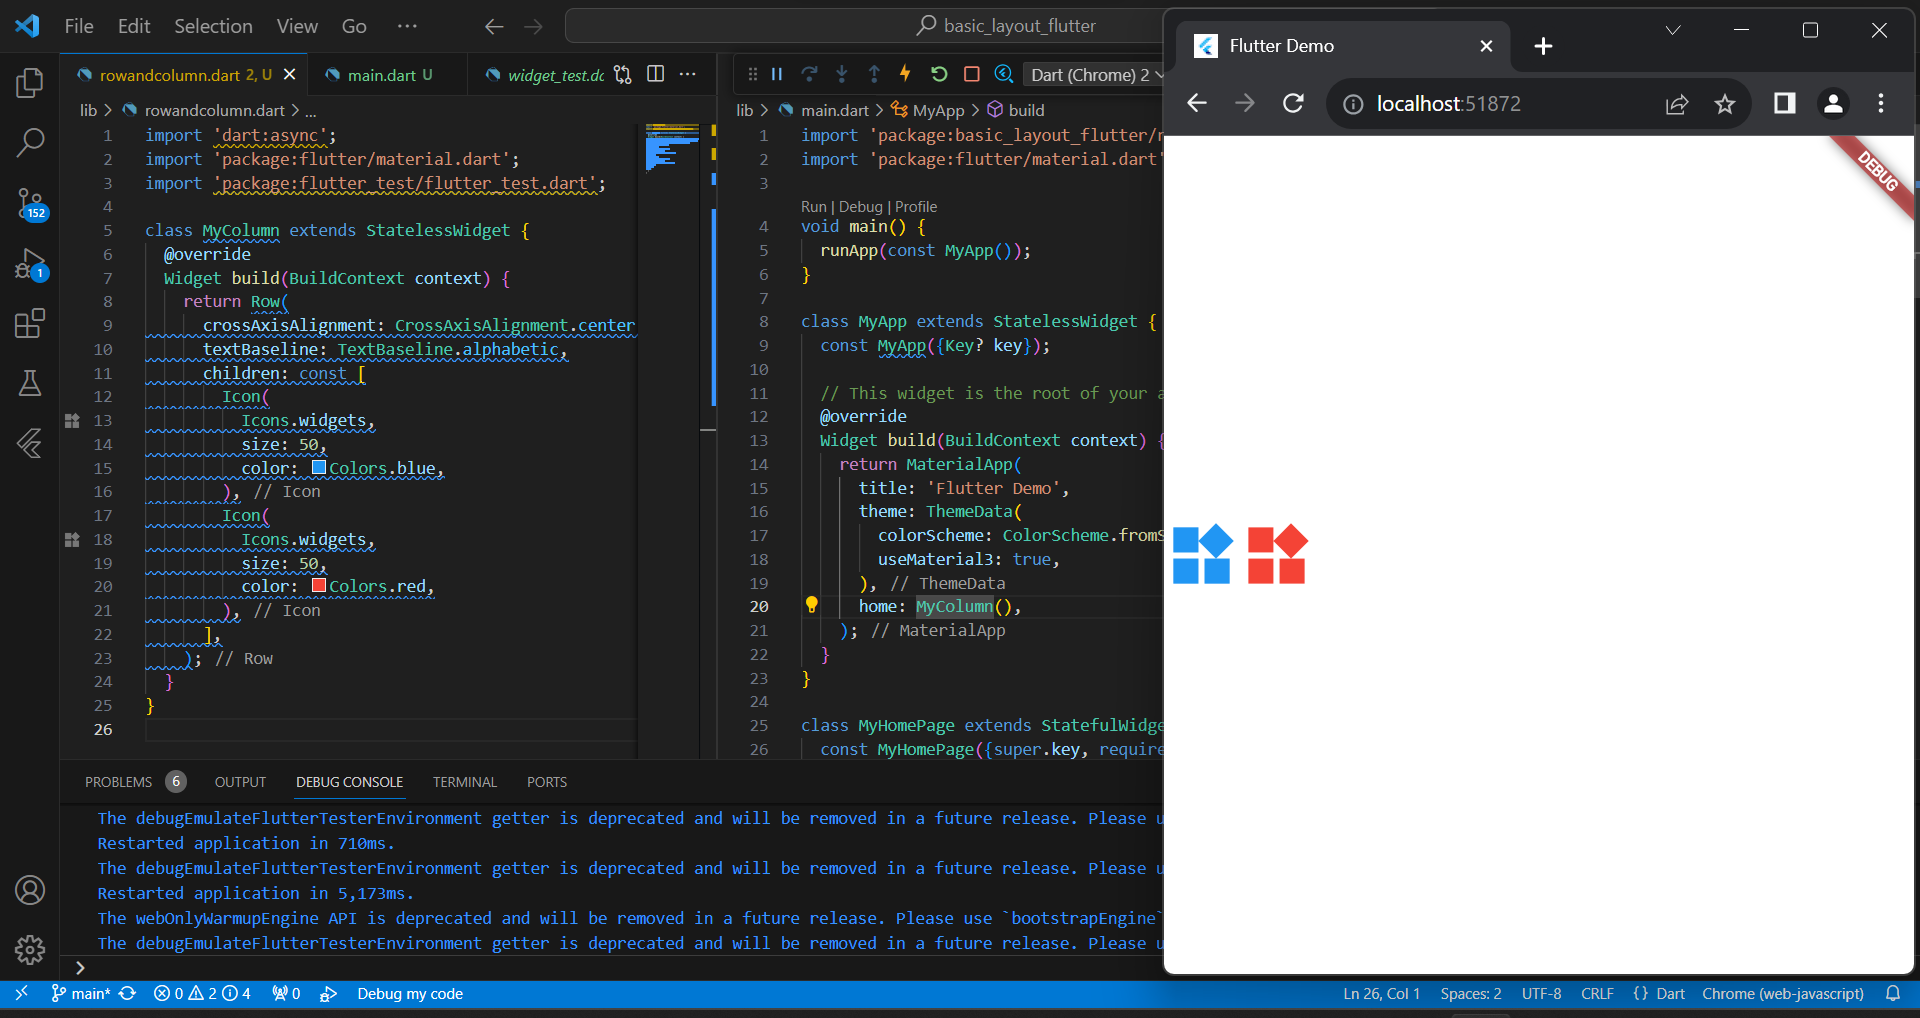 File Edit Selection View Go ··· basic_layout_flutter
rowandcolumn.dart 2, U
main.dart U
widget_test.dart
Dart (Chrome) 2
lib > rowandcolumn.dart > ...
1 import 'dart:async';
2 import 'package:flutter/material.dart';
3 import 'package:flutter_test/flutter_test.dart';
4
5 class MyColumn extends StatelessWidget {
6 @override
7 Widget build(BuildContext context) {
8 return Row(
9 crossAxisAlignment: CrossAxisAlignment.center
10 textBaseline: TextBaseline.alphabetic,
11 children: const [
12 Icon(
13 Icons.widgets,
14 size: 50,
15 color: Colors.blue,
16 ), // Icon
17 Icon(
18 Icons.widgets,
19 size: 50,
20 color: Colors.red,
21 ), // Icon
22 ],
23 ); // Row
24 }
25 }
26
lib > main.dart > MyApp > build
1 import 'package:basic_layout_flutter/
2 import 'package:flutter/material.dart'
3
Run | Debug | Profile
4 void main() {
5 runApp(const MyApp());
6 }
7
8 class MyApp extends StatelessWidget {
9 const MyApp({Key? key});
10
11 // This widget is the root of your a
12 @override
13 Widget build(BuildContext context) {
14 return MaterialApp(
15 title: 'Flutter Demo',
16 theme: ThemeData(
17 colorScheme: ColorScheme.fromS
18 useMaterial3: true,
19 ), // ThemeData
20 home: MyColumn(),
21 ); // MaterialApp
22 }
23 }
24
25 class MyHomePage extends StatefulWidge
26 const MyHomePage({super.key, require
152
1
PROBLEMS 6 OUTPUT DEBUG CONSOLE TERMINAL PORTS
The debugEmulateFlutterTesterEnvironment getter is deprecated and will be removed in a future release. Please u
Restarted application in 710ms.
The debugEmulateFlutterTesterEnvironment getter is deprecated and will be removed in a future release. Please u
Restarted application in 5,173ms.
The webOnlyWarmupEngine API is deprecated and will be removed in a future release. Please use `bootstrapEngine`
The debugEmulateFlutterTesterEnvironment getter is deprecated and will be removed in a future release. Please u
>
main* 0 2 4 0 Debug my code
Ln 26, Col 1 Spaces: 2 UTF-8 CRLF {} Dart Chrome (web-javascript)
Flutter Demo
localhost:51872
DEBUG